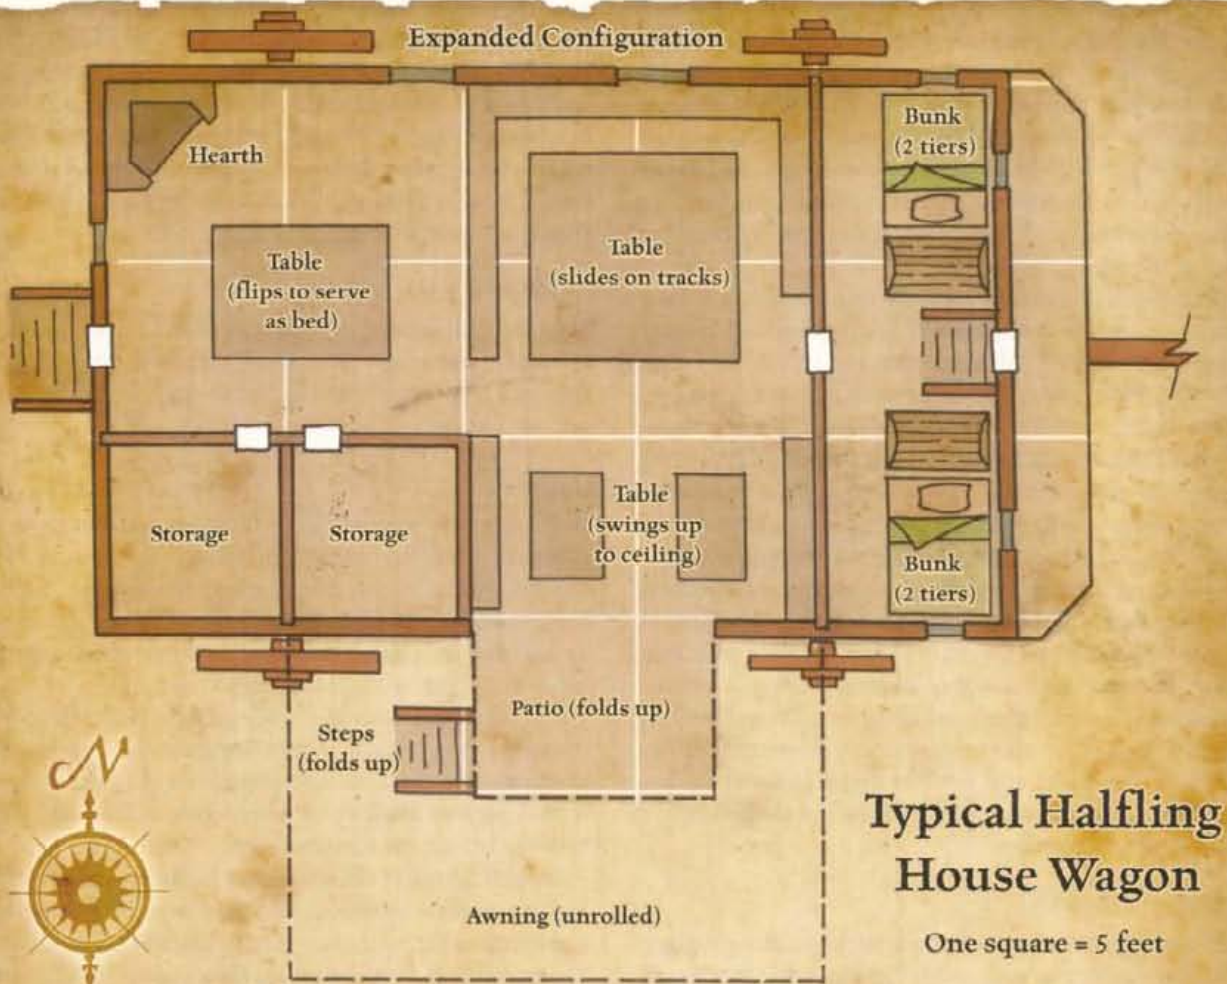 Expanded Configuration
Bunk
(2 tiers)
Hearth
Table
(flips to serve
as bed)
Table
(slides on tracks)
Storage
Storage
Table
(swings up
to ceiling)
Bunk
(2 tiers)
Patio (folds up)
Steps
(folds up)
N
Awning (unrolled)
Typical Halfling
House Wagon
One square = 5 feet